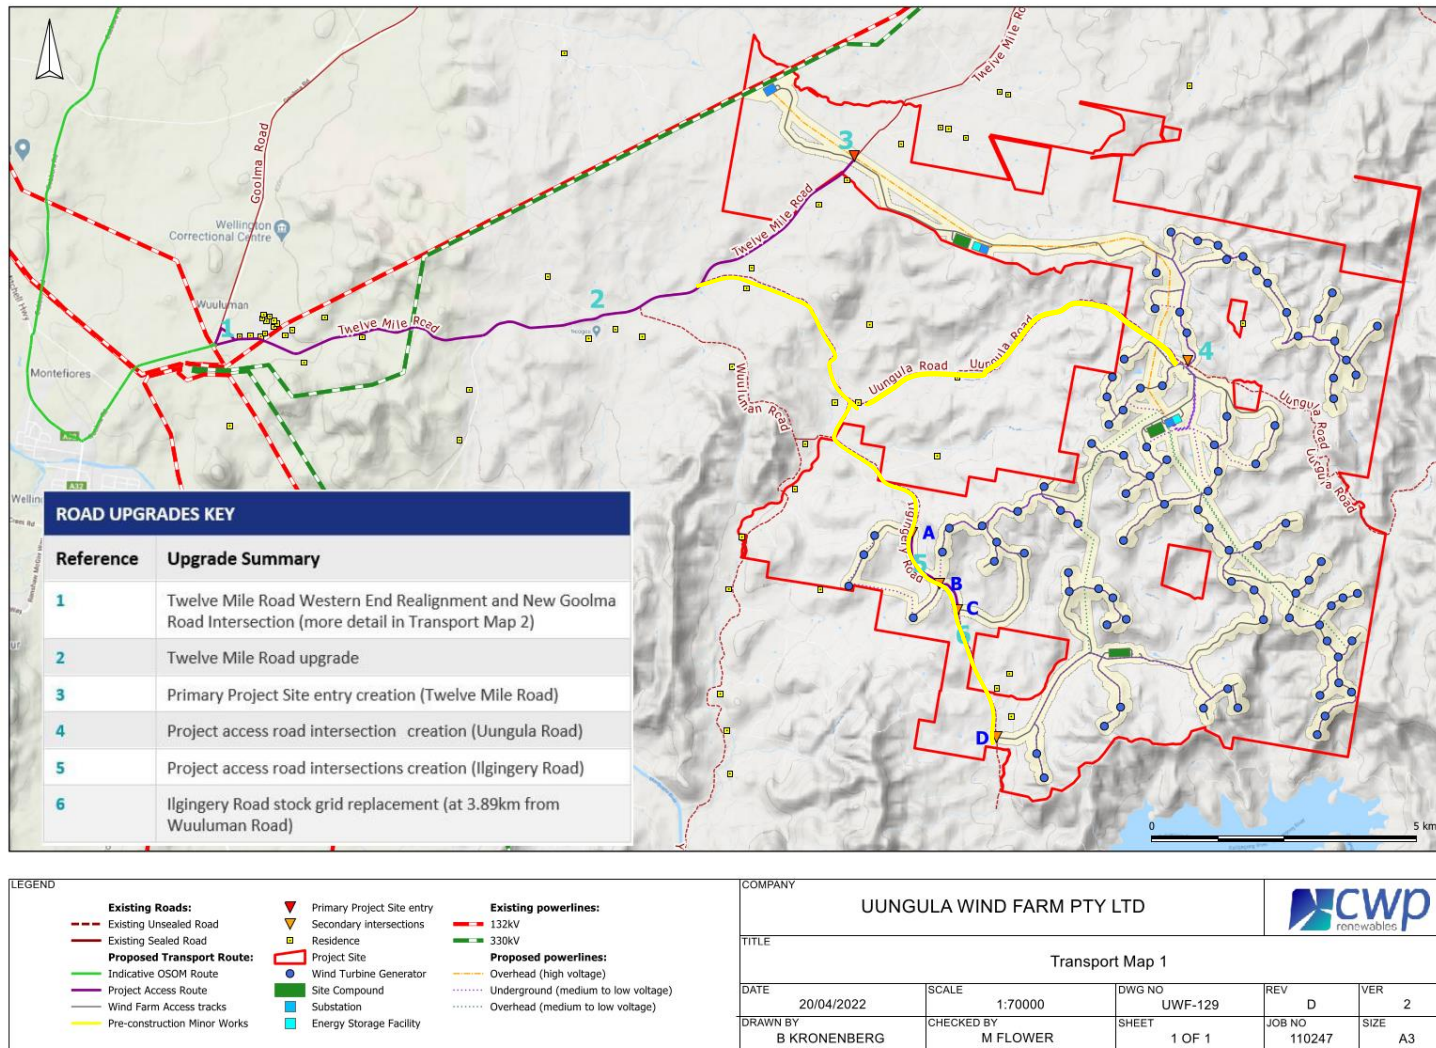 Twelve Mile Ro
Goolma Road
3
Wellington
Correctional Centre
Twelve Mile Road
2
Wuuluman
1
Twelve Mile Road
Uungula Road
Uungula Road
4
Montefiores
Wuuluman Road
Uungula Road
Uungula Road
A32
Wellin
Ilgingery Road
A
5
B
C
6
D
ROAD UPGRADES KEY
Reference Upgrade Summary
1 Twelve Mile Road Western End Realignment and New Goolma
Road Intersection (more detail in Transport Map 2)
2 Twelve Mile Road upgrade
3 Primary Project Site entry creation (Twelve Mile Road)
4 Project access road intersection creation (Uungula Road)
5 Project access road intersections creation (Ilgingery Road)
6 Ilgingery Road stock grid replacement (at 3.89km from
Wuuluman Road)
0 5 km
LEGEND
Existing Roads:
Existing Unsealed Road
Existing Sealed Road
Proposed Transport Route:
Indicative OSOM Route
Project Access Route
Wind Farm Access tracks
Pre-construction Minor Works
Primary Project Site entry
Secondary intersections
Residence
Project Site
Wind Turbine Generator
Site Compound
Substation
Energy Storage Facility
Existing powerlines:
132kV
330kV
Proposed powerlines:
Overhead (high voltage)
Underground (medium to low voltage)
Overhead (medium to low voltage)
COMPANY
UUNGULA WIND FARM PTY LTD
cwp
renewables
TITLE
Transport Map 1
DATE
20/04/2022
SCALE
1:70000
DWG NO
UWF-129
REV
D
VER
2
DRAWN BY
B KRONENBERG
CHECKED BY
M FLOWER
SHEET
1 OF 1
JOB NO
110247
SIZE
A3